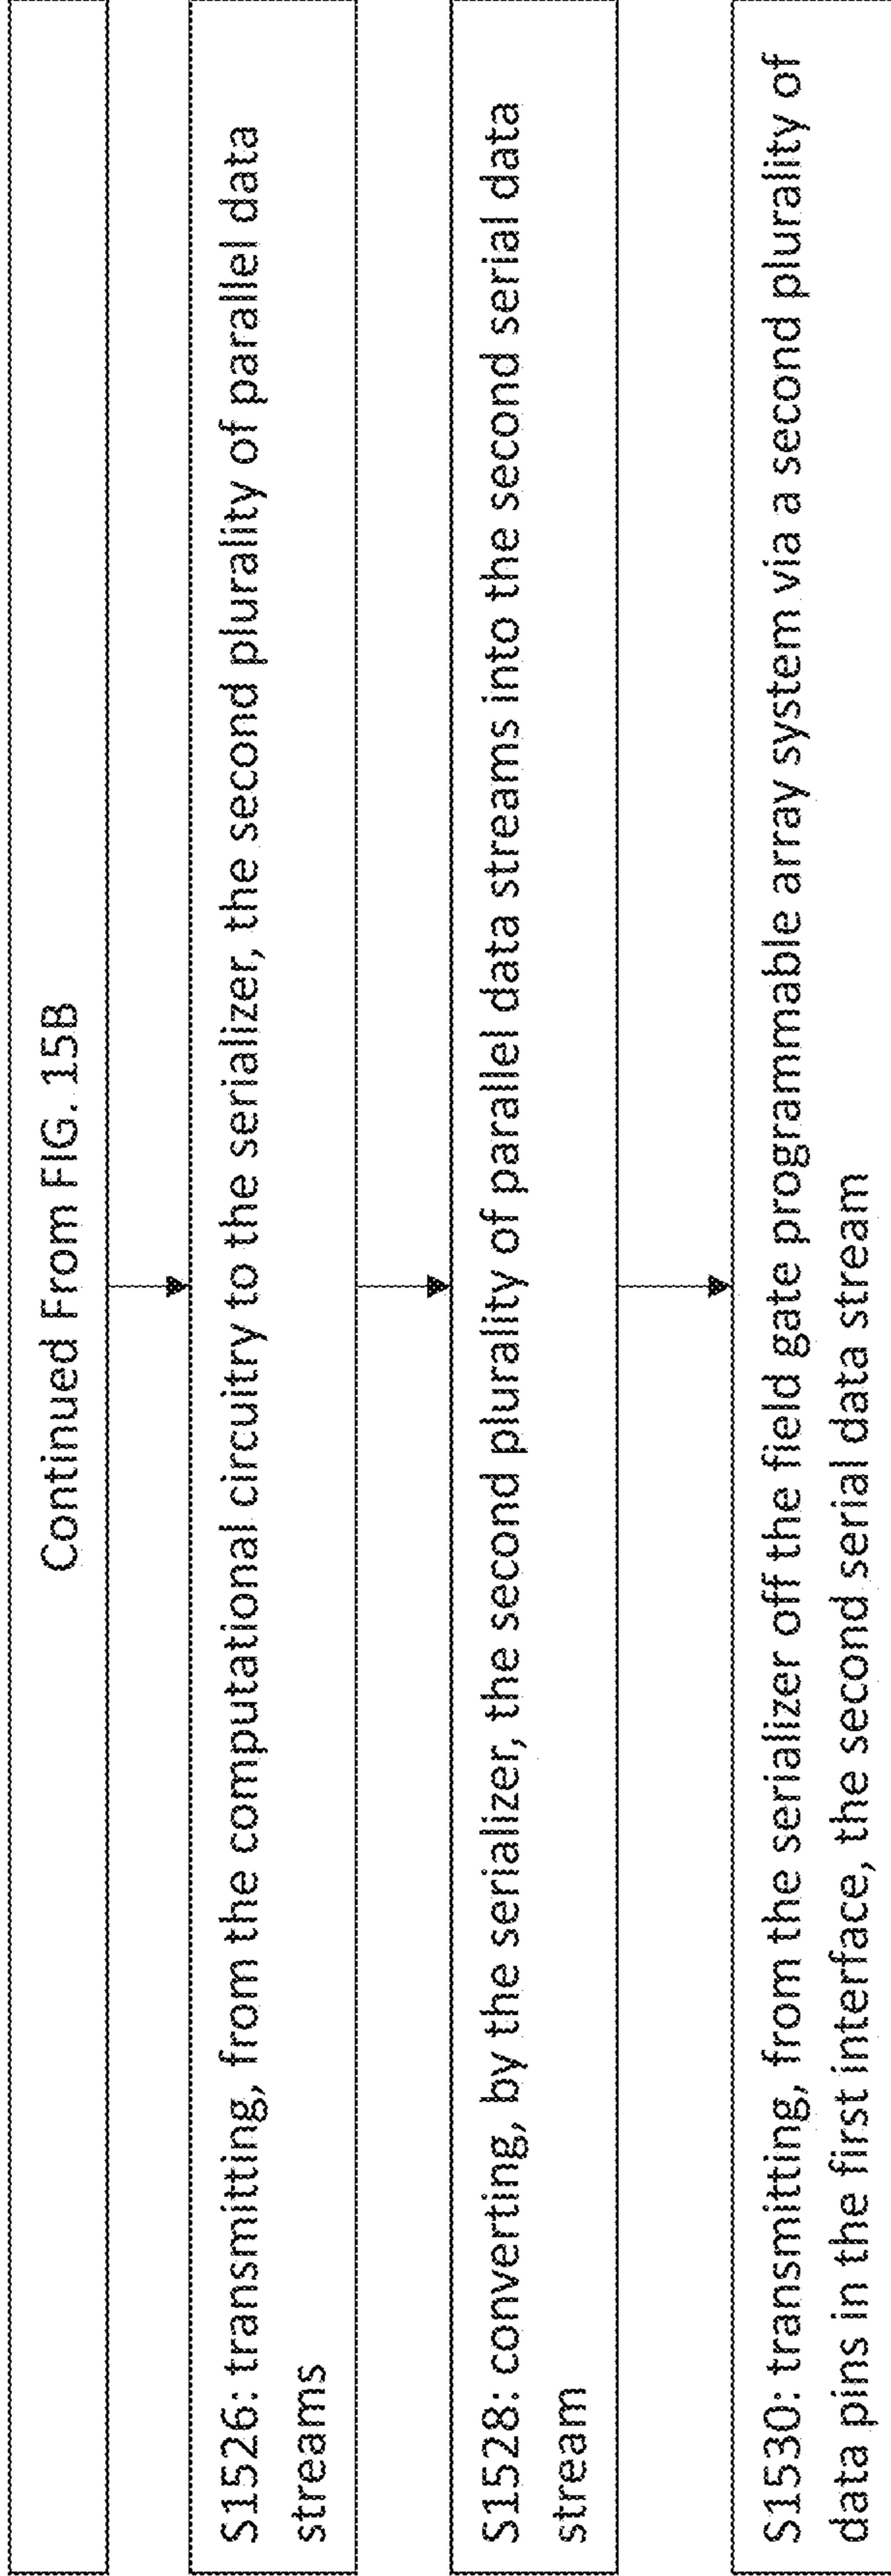 Continued From FIG. 15B
S1526: transmitting, from the computational circuitry to the serializer, the second plurality of parallel data
streams
S1528: converting, by the serializer, the second plurality of parallel data streams into the second serial data
stream
S1530: transmitting, from the serializer off the field gate programmable array system via a second plurality of
data pins in the first interface, the second serial data stream